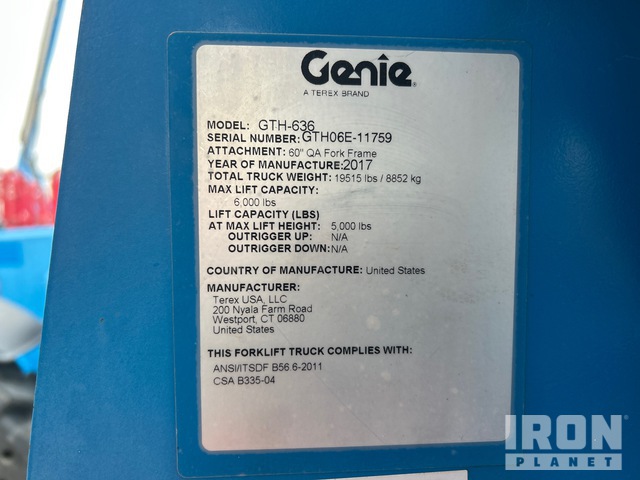 Genie
A TEREX BRAND
MODEL: GTH-636
SERIAL NUMBER: GTH06E-11759
ATTACHMENT: 60" QA Fork Frame
YEAR OF MANUFACTURE: 2017
TOTAL TRUCK WEIGHT: 19515 lbs / 8852 kg
MAX LIFT CAPACITY:
6,000 lbs
LIFT CAPACITY (LBS)
AT MAX LIFT HEIGHT: 5,000 lbs
OUTRIGGER UP: N/A
OUTRIGGER DOWN: N/A
COUNTRY OF MANUFACTURE: United States
MANUFACTURER:
Terex USA, LLC
200 Nyala Farm Road
Westport, CT 06880
United States
THIS FORKLIFT TRUCK COMPLIES WITH:
ANSI/ITSDF B56.6-2011
CSA B335-04
IRON
PLANET